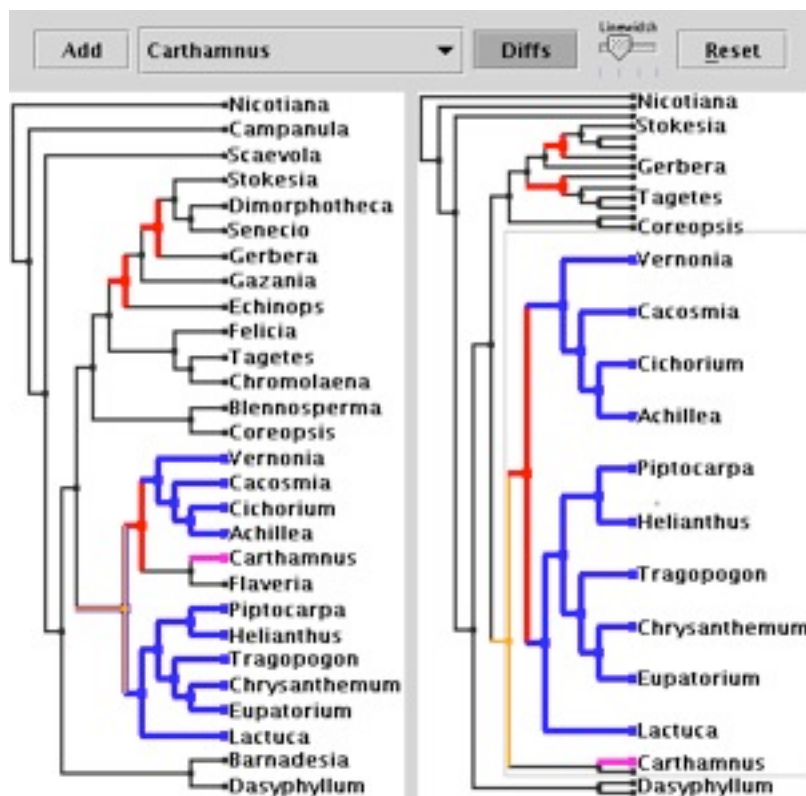 Linewidth
Add
Carthamnus
Diffs
Reset
Nicotiana
Campanula
Scaevola
Stokesia
Dimorphotheca
Senecio
Gerbera
Gazania
Echinops
Felicia
Tagetes
Chromolaena
Blennosperma
Coreopsis
Vernonia
Cacosmia
Cichorium
Achillea
Carthamnus
Flaveria
Piptocarpa
Helianthus
Tragopogon
Chrysanthemum
Eupatorium
Lactuca
Barnadesia
Dasyphyllum
Nicotiana
Stokesia
Gerbera
Tagetes
Coreopsis
Vernonia
Cacosmia
Cichorium
Achillea
Piptocarpa
Helianthus
Tragopogon
Chrysanthemum
Eupatorium
Lactuca
Carthamnus
Dasyphyllum